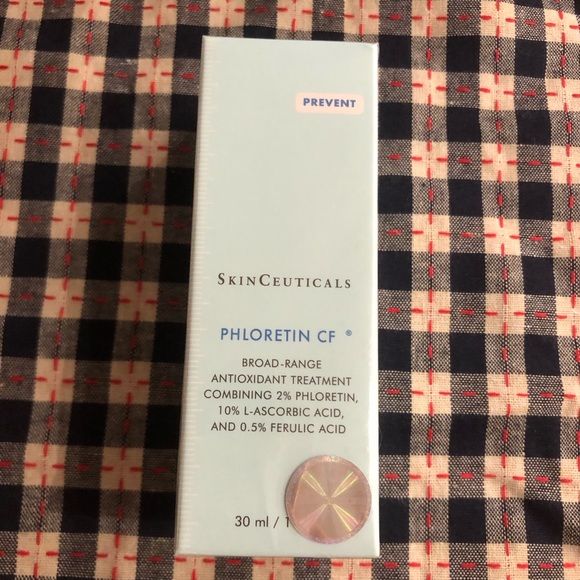 PREVENT
SKINCEUTICALS
PHLORETIN CF ®
BROAD-RANGE
ANTIOXIDANT TREATMENT
COMBINING 2% PHLORETIN,
10% L-ASCORBIC ACID,
AND 0.5% FERULIC ACID
30 ml / 1